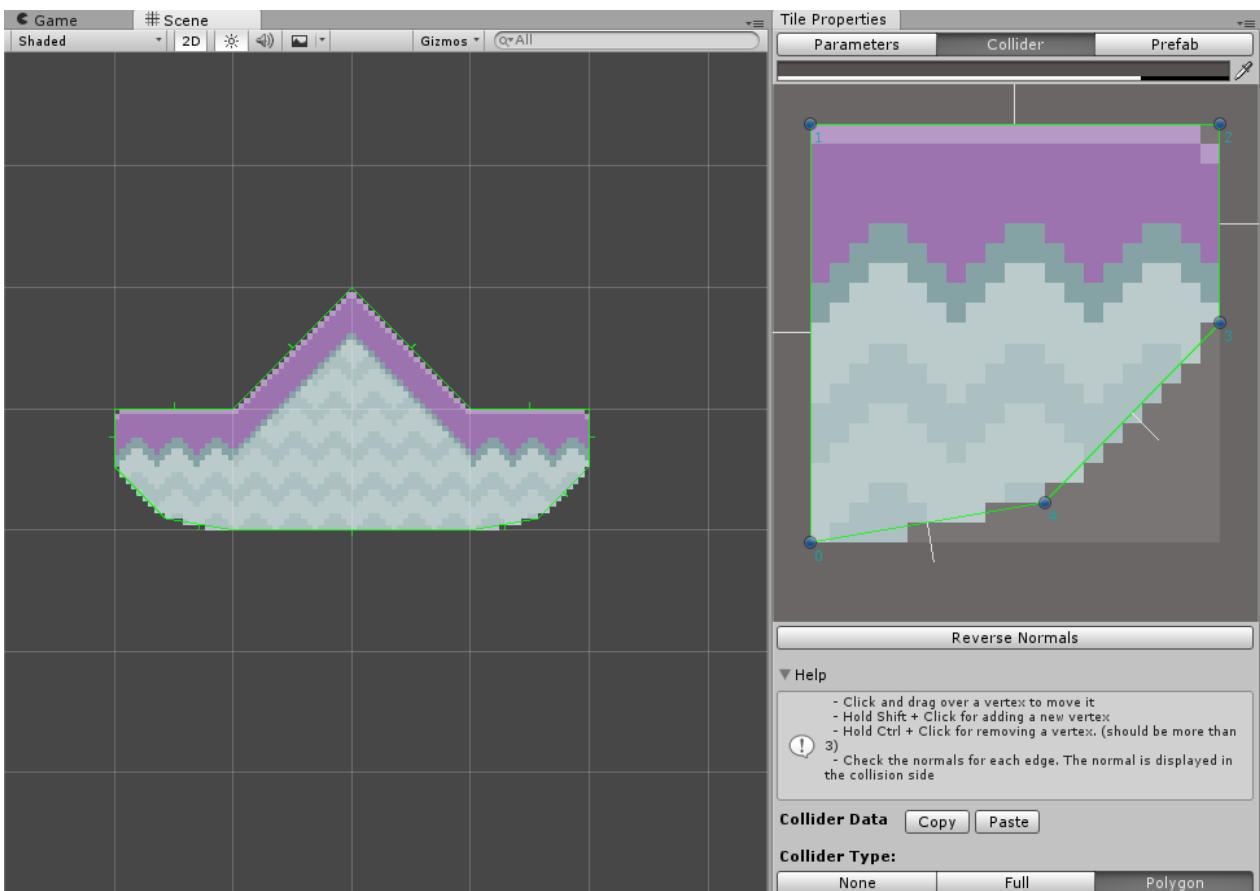 Game
Scene
Shaded
2D
Gizmos
All
Tile Properties
Parameters
Collider
Prefab
1
2
3
4
0
Reverse Normals
Help
- Click and drag over a vertex to move it
- Hold Shift + Click for adding a new vertex
- Hold Ctrl + Click for removing a vertex. (should be more than
3)
- Check the normals for each edge. The normal is displayed in
the collision side
Collider Data
Copy
Paste
Collider Type:
None
Full
Polygon